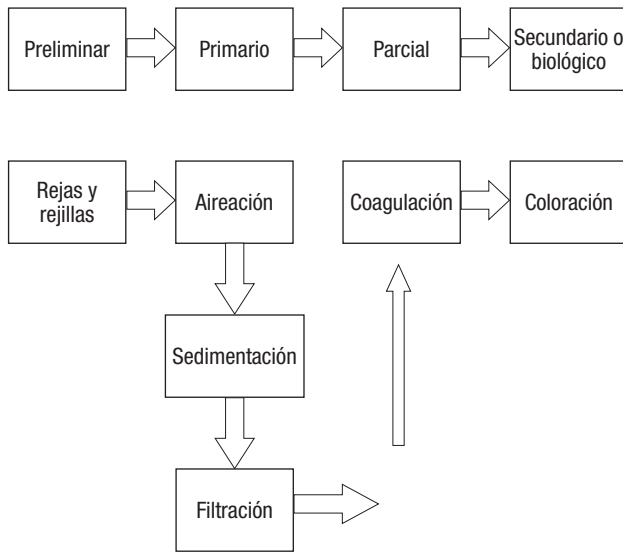 Preliminar
Primario
Parcial
Secundario o
biológico
Rejas y
rejillas
Aireación
Coagulación
Coloración
Sedimentación
Filtración